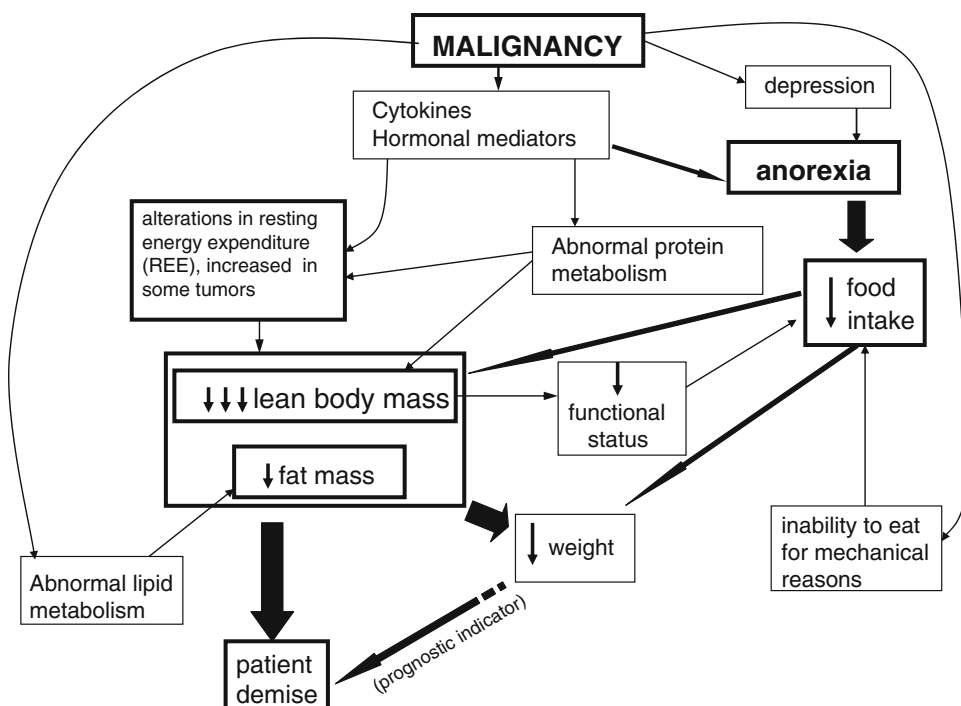 MALIGNANCY
depression
Cytokines
Hormonal mediators
anorexia
alterations in resting
energy expenditure
(REE), increased in
some tumors
Abnormal protein
metabolism
↓ food
intake
↓↓↓ lean body mass
↓
functional
status
↓ fat mass
↓ weight
inability to eat
for mechanical
reasons
Abnormal lipid
metabolism
(prognostic indicator)
patient
demise